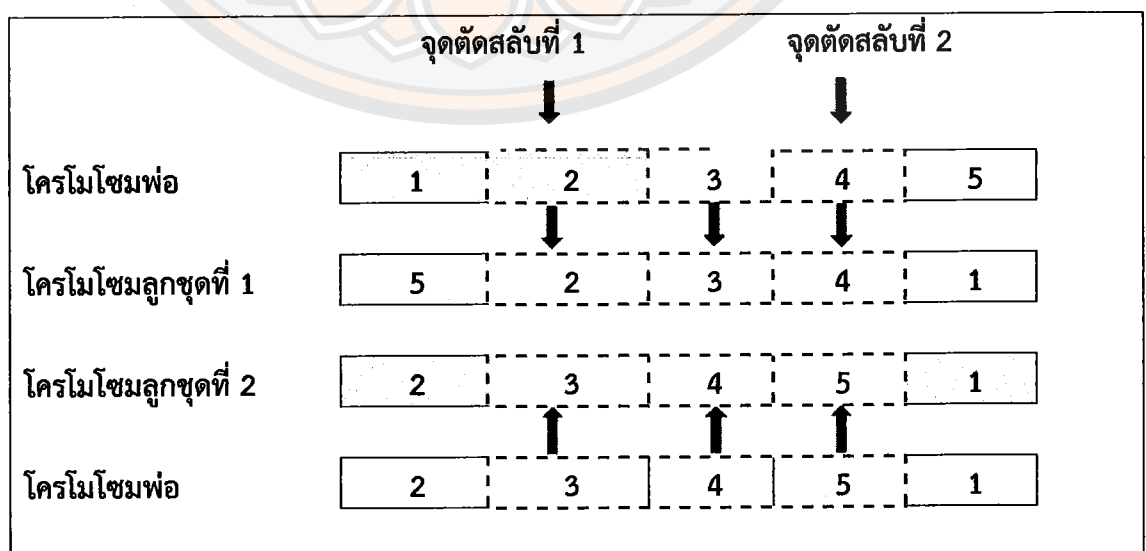 จุดตัดสลับที่ 1 จุดตัดสลับที่ 2
โครโมโซมพ่อ 1 2 3 4 5
โครโมโซมลูกชุดที่ 1 5 2 3 4 1
โครโมโซมลูกชุดที่ 2 2 3 4 5 1
โครโมโซมพ่อ 2 3 4 5 1